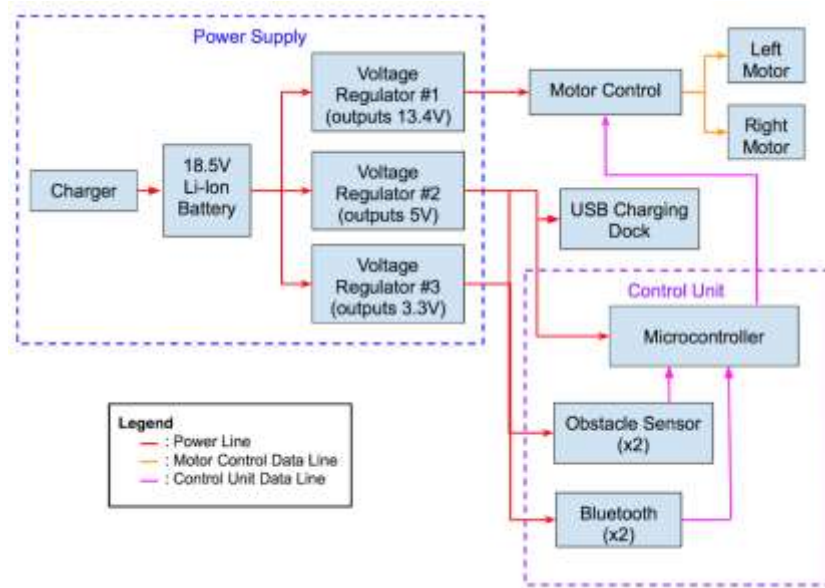 Power Supply
Voltage
Regulator #1
(outputs 13.4V)
Motor Control
Left
Motor
Right
Motor
Charger
18.5V
Li-Ion
Battery
Voltage
Regulator #2
(outputs 5V)
USB Charging
Dock
Voltage
Regulator #3
(outputs 3.3V)
Control Unit
Microcontroller
Obstacle Sensor
(x2)
Bluetooth
(x2)
Legend
: Power Line
: Motor Control Data Line
: Control Unit Data Line